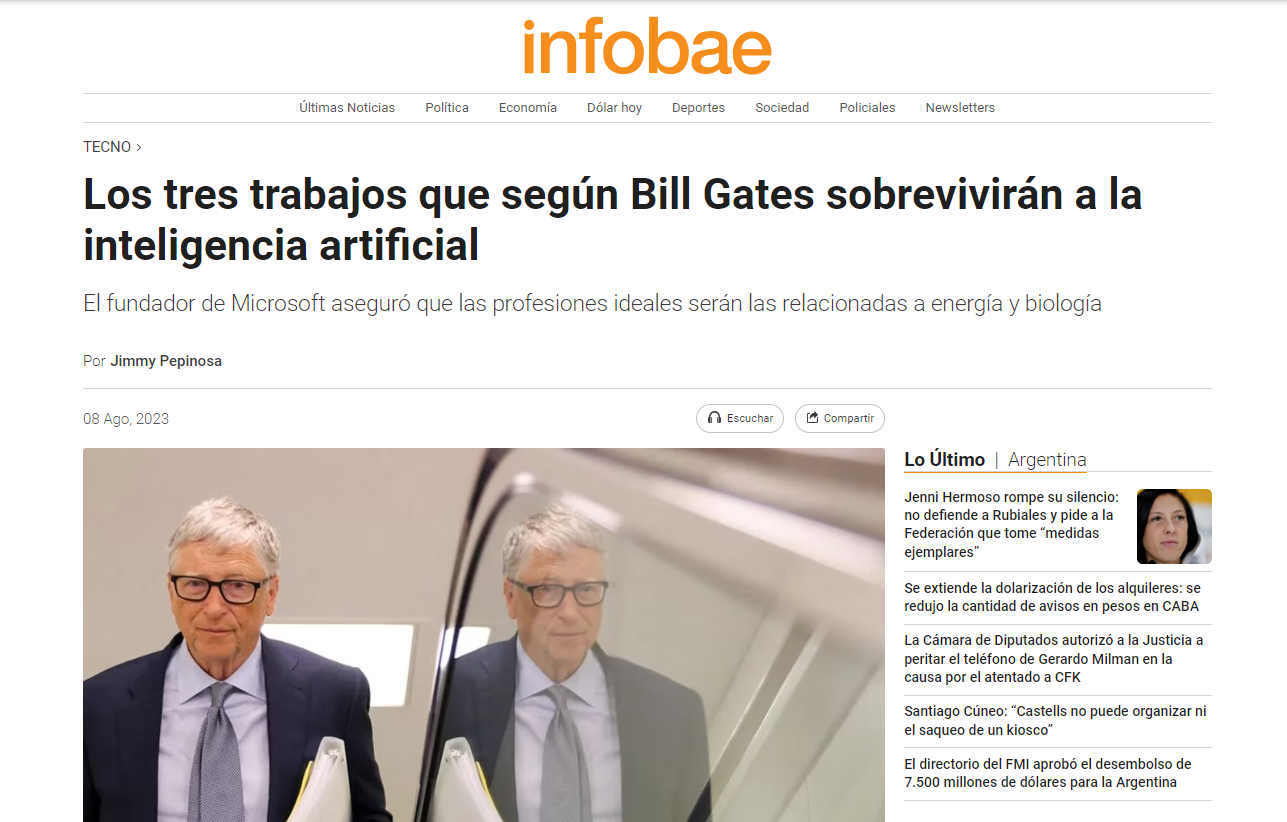 infobae
Últimas Noticias Política Economía Dólar hoy Deportes Sociedad Policiales Newsletters
TECNO >
Los tres trabajos que según Bill Gates sobrevivirán a la
inteligencia artificial
El fundador de Microsoft aseguró que las profesiones ideales serán las relacionadas a energía y biología
Por Jimmy Pepinosa
08 Ago, 2023
Escuchar
Compartir
Lo Último | Argentina
Jenni Hermoso rompe su silencio:
no defiende a Rubiales y pide a la
Federación que tome “medidas
ejemplares”
Se extiende la dolarización de los alquileres: se
redujo la cantidad de avisos en pesos en CABA
La Cámara de Diputados autorizó a la Justicia a
peritar el teléfono de Gerardo Milman en la
causa por el atentado a CFK
Santiago Cúneo: “Castells no puede organizar ni
el saqueo de un kiosco”
El directorio del FMI aprobó el desembolso de
7.500 millones de dólares para la Argentina